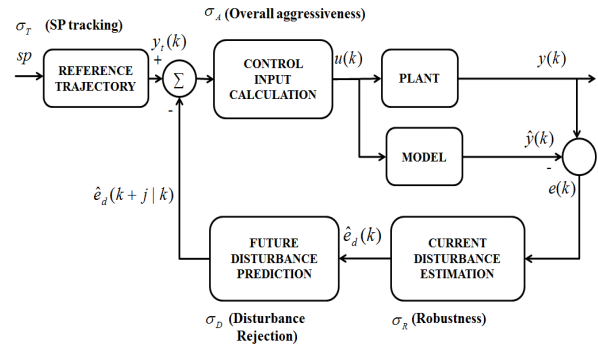 σ_A (Overall aggressiveness)
σ_T (SP tracking)
sp
REFERENCE
TRAJECTORY
y_t(k)
+
Σ
-
CONTROL
INPUT
CALCULATION
u(k)
PLANT
y(k)
MODEL
ŷ(k)
-
e(k)
ê_d(k + j | k)
FUTURE
DISTURBANCE
PREDICTION
ê_d(k)
CURRENT
DISTURBANCE
ESTIMATION
σ_D (Disturbance
Rejection)
σ_R (Robustness)